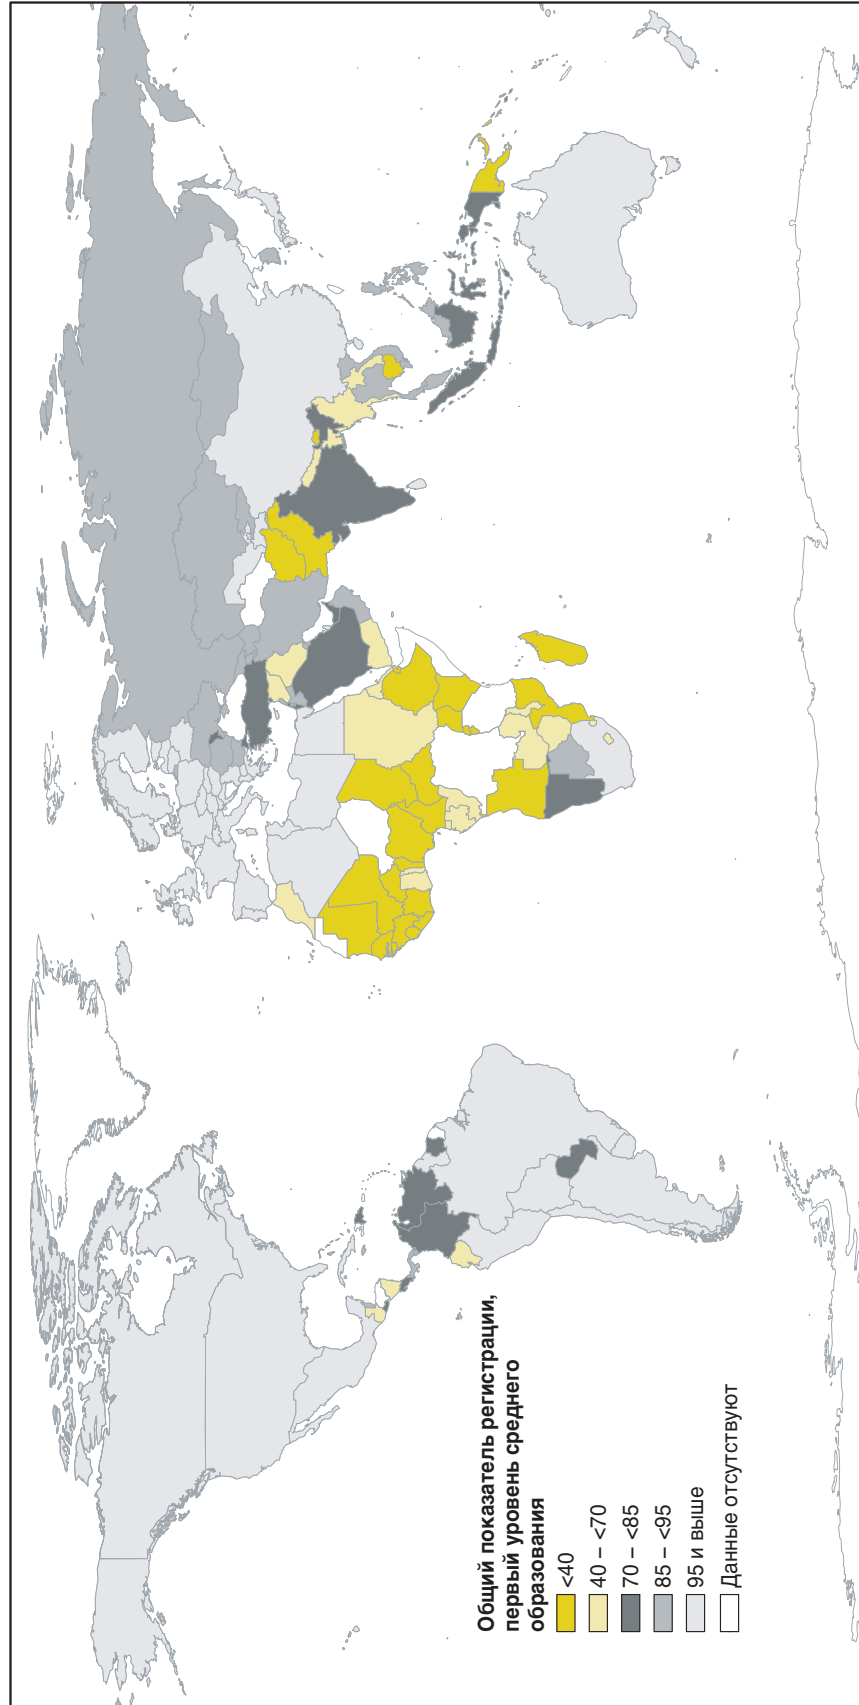 Общий показатель регистрации,
первый уровень среднего
образования
<40
40 – <70
70 – <85
85 – <95
95 и выше
Данные отсутствуют